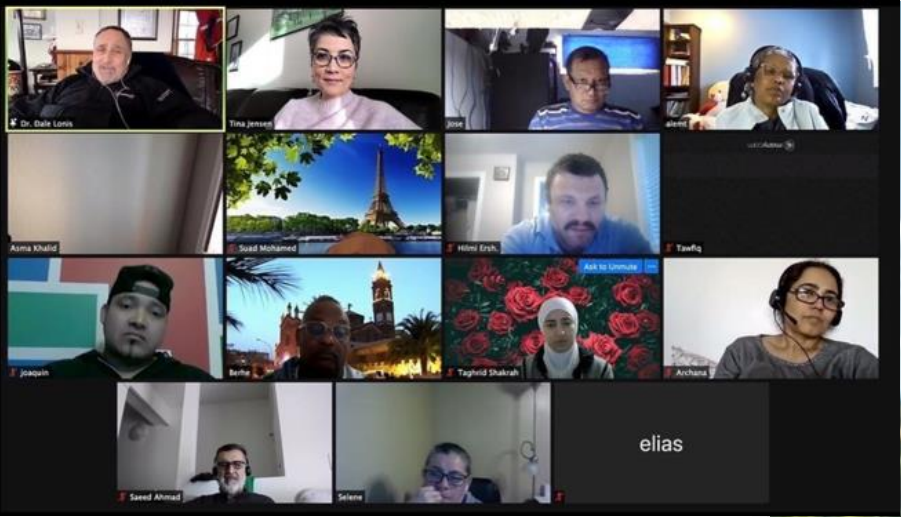 Dr. Dale Lonis
Tina Jensen
Jose
alemt
Asma Khalid
Suad Mohamed
Hilmi Ersh.
Tawfiq
Ask to Unmute
Joaquin
Berhe
Taghrid Shakrah
Archana
Saeed Ahmad
Selene
elias